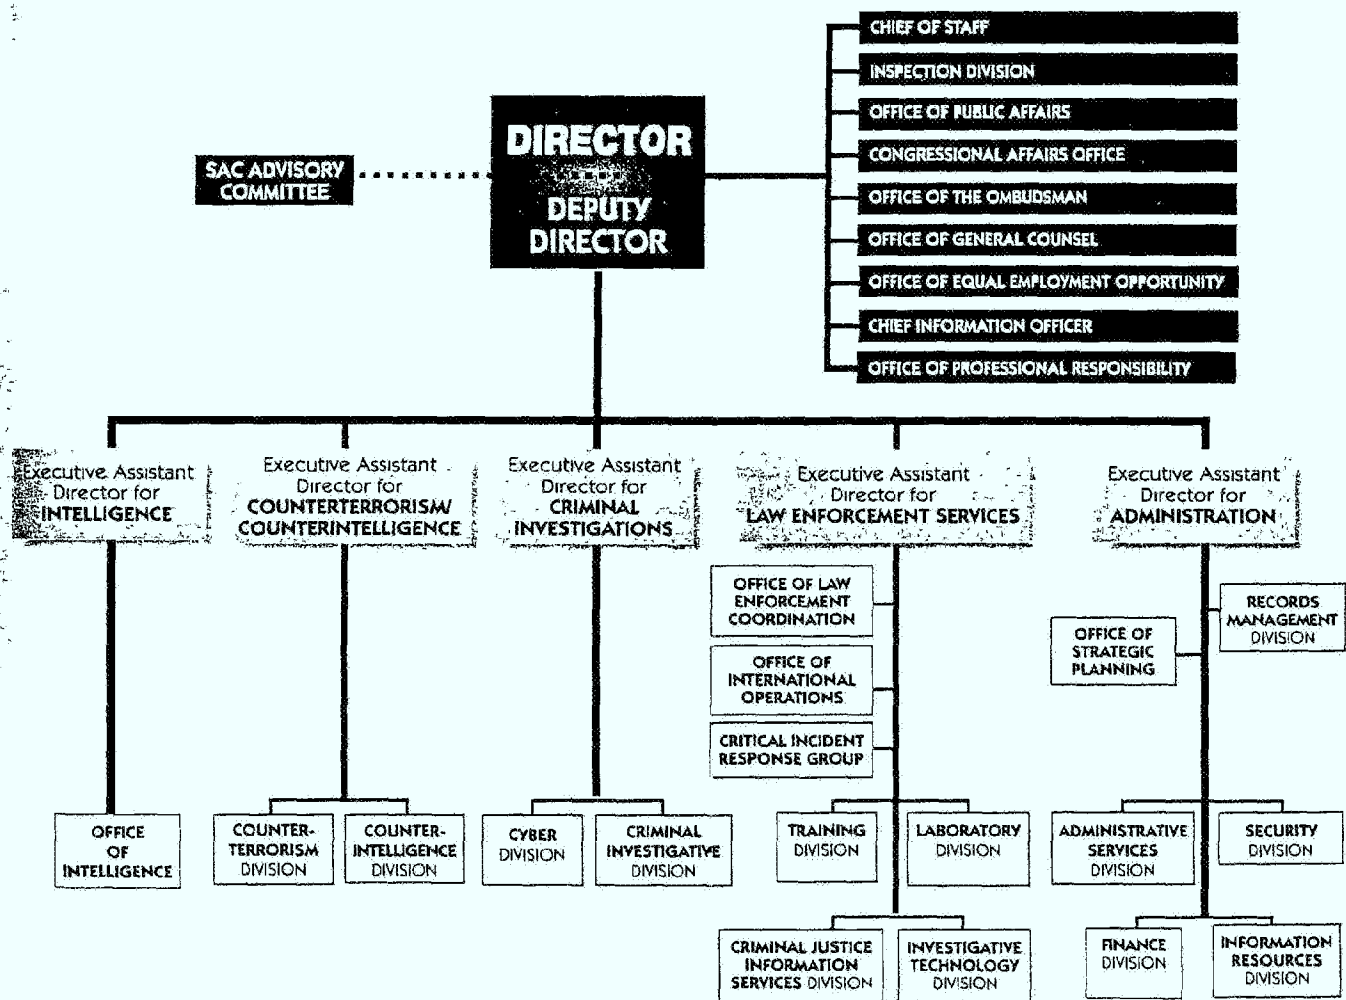 CHIEF OF STAFF
INSPECTION DIVISION
OFFICE OF PUBLIC AFFAIRS
CONGRESSIONAL AFFAIRS OFFICE
OFFICE OF THE OMBUDSMAN
OFFICE OF GENERAL COUNSEL
OFFICE OF EQUAL EMPLOYMENT OPPORTUNITY
CHIEF INFORMATION OFFICER
OFFICE OF PROFESSIONAL RESPONSIBILITY
DIRECTOR
DEPUTY
DIRECTOR
SAC ADVISORY
COMMITTEE
Executive Assistant
Director for
INTELLIGENCE
Executive Assistant
Director for
COUNTERTERRORISM/
COUNTERINTELLIGENCE
Executive Assistant
Director for
CRIMINAL
INVESTIGATIONS
Executive Assistant
Director for
LAW ENFORCEMENT SERVICES
Executive Assistant
Director for
ADMINISTRATION
OFFICE OF LAW
ENFORCEMENT
COORDINATION
OFFICE OF
INTERNATIONAL
OPERATIONS
CRITICAL INCIDENT
RESPONSE GROUP
RECORDS
MANAGEMENT
DIVISION
OFFICE OF
STRATEGIC
PLANNING
OFFICE
OF
INTELLIGENCE
COUNTER-
TERRORISM
DIVISION
COUNTER-
INTELLIGENCE
DIVISION
CYBER
DIVISION
CRIMINAL
INVESTIGATIVE
DIVISION
TRAINING
DIVISION
LABORATORY
DIVISION
ADMINISTRATIVE
SERVICES
DIVISION
SECURITY
DIVISION
CRIMINAL JUSTICE
INFORMATION
SERVICES DIVISION
INVESTIGATIVE
TECHNOLOGY
DIVISION
FINANCE
DIVISION
INFORMATION
RESOURCES
DIVISION